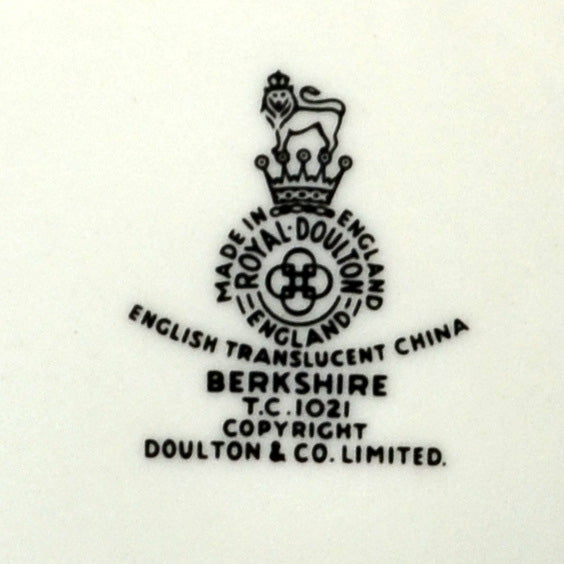 MADE IN ENGLAND
ROYAL·DOULTON
ENGLAND
ENGLISH TRANSLUCENT CHINA
BERKSHIRE
T.C. 1021
COPYRIGHT
DOULTON & CO. LIMITED.